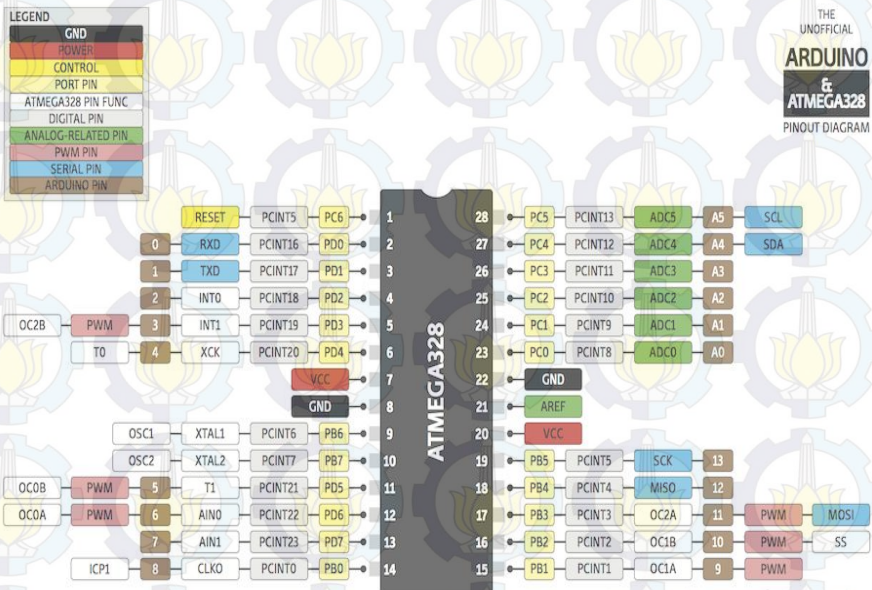 LEGEND
GND
POWER
CONTROL
PORT PIN
ATMEGA328 PIN FUNC
DIGITAL PIN
ANALOG-RELATED PIN
PWM PIN
SERIAL PIN
ARDUINO PIN
THE
UNOFFICIAL
ARDUINO
&
ATMEGA328
PINOUT DIAGRAM
RESET PCINT5 PC6 1 28 PC5 PCINT13 ADC5 A5 SCL
0 RXD PCINT16 PD0 2 27 PC4 PCINT12 ADC4 A4 SDA
1 TXD PCINT17 PD1 3 26 PC3 PCINT11 ADC3 A3
2 INT0 PCINT18 PD2 4 25 PC2 PCINT10 ADC2 A2
OC2B PWM 3 INT1 PCINT19 PD3 5 24 PC1 PCINT9 ADC1 A1
T0 4 XCK PCINT20 PD4 6 23 PC0 PCINT8 ADC0 A0
VCC 7 22 GND
GND 8 21 AREF
OSC1 XTAL1 PCINT6 PB6 9 20 VCC
OSC2 XTAL2 PCINT7 PB7 10 19 PB5 PCINT5 SCK 13
OC0B PWM 5 T1 PCINT21 PD5 11 18 PB4 PCINT4 MISO 12
OC0A PWM 6 AIN0 PCINT22 PD6 12 17 PB3 PCINT3 OC2A 11 PWM MOSI
7 AIN1 PCINT23 PD7 13 16 PB2 PCINT2 OC1B 10 PWM SS
ICP1 8 CLKO PCINT0 PB0 14 15 PB1 PCINT1 OC1A 9 PWM
ATMEGA328